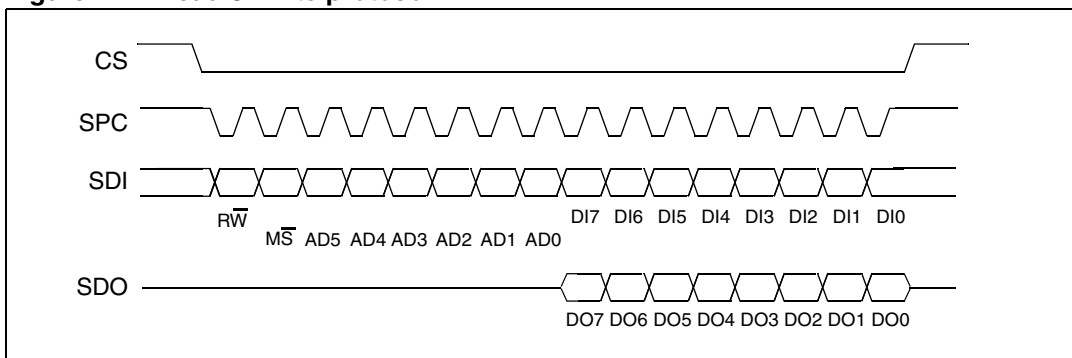 CS
SPC
SDI
RW̅ DI7 DI6 DI5 DI4 DI3 DI2 DI1 DI0
MS̅ AD5 AD4 AD3 AD2 AD1 AD0
SDO
DO7 DO6 DO5 DO4 DO3 DO2 DO1 DO0